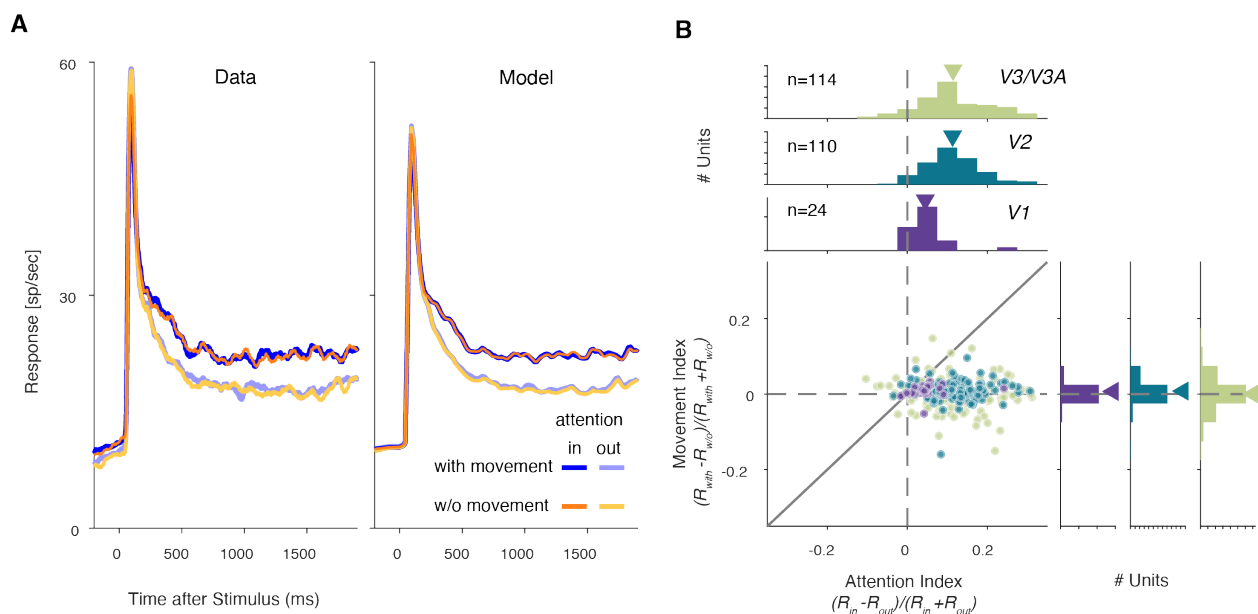 A
B
60
30
0
Response [sp/sec]
Data
Model
attention
in out
with movement
w/o movement
0 500 1000 1500
0 500 1000 1500
Time after Stimulus (ms)
n=114
V3/V3A
n=110
V2
n=24
V1
# Units
0.2
0
-0.2
Movement Index
(Rwith -Rw/o)/(Rwith +Rw/o)
-0.2 0 0.2
Attention Index
(Rin -Rout)/(Rin +Rout)
# Units